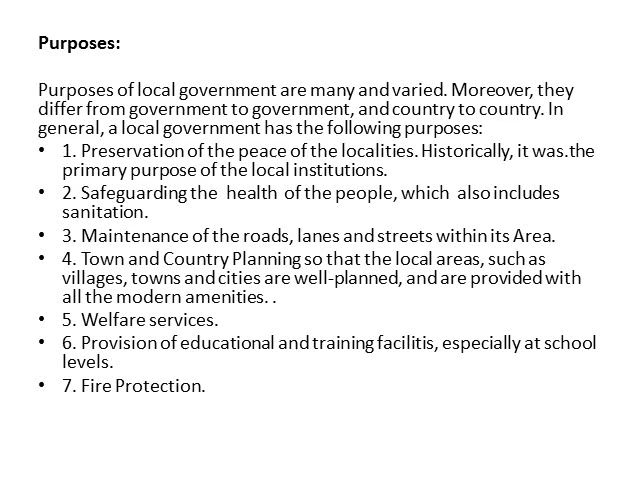 Purposes:
Purposes of local government are many and varied. Moreover, they
differ from government to government, and country to country. In
general, a local government has the following purposes:
• 1. Preservation of the peace of the localities. Historically, it was.the
primary purpose of the local institutions.
• 2. Safeguarding the health of the people, which also includes
sanitation.
• 3. Maintenance of the roads, lanes and streets within its Area.
• 4. Town and Country Planning so that the local areas, such as
villages, towns and cities are well-planned, and are provided with
all the modern amenities. .
• 5. Welfare services.
• 6. Provision of educational and training facilitis, especially at school
levels.
• 7. Fire Protection.